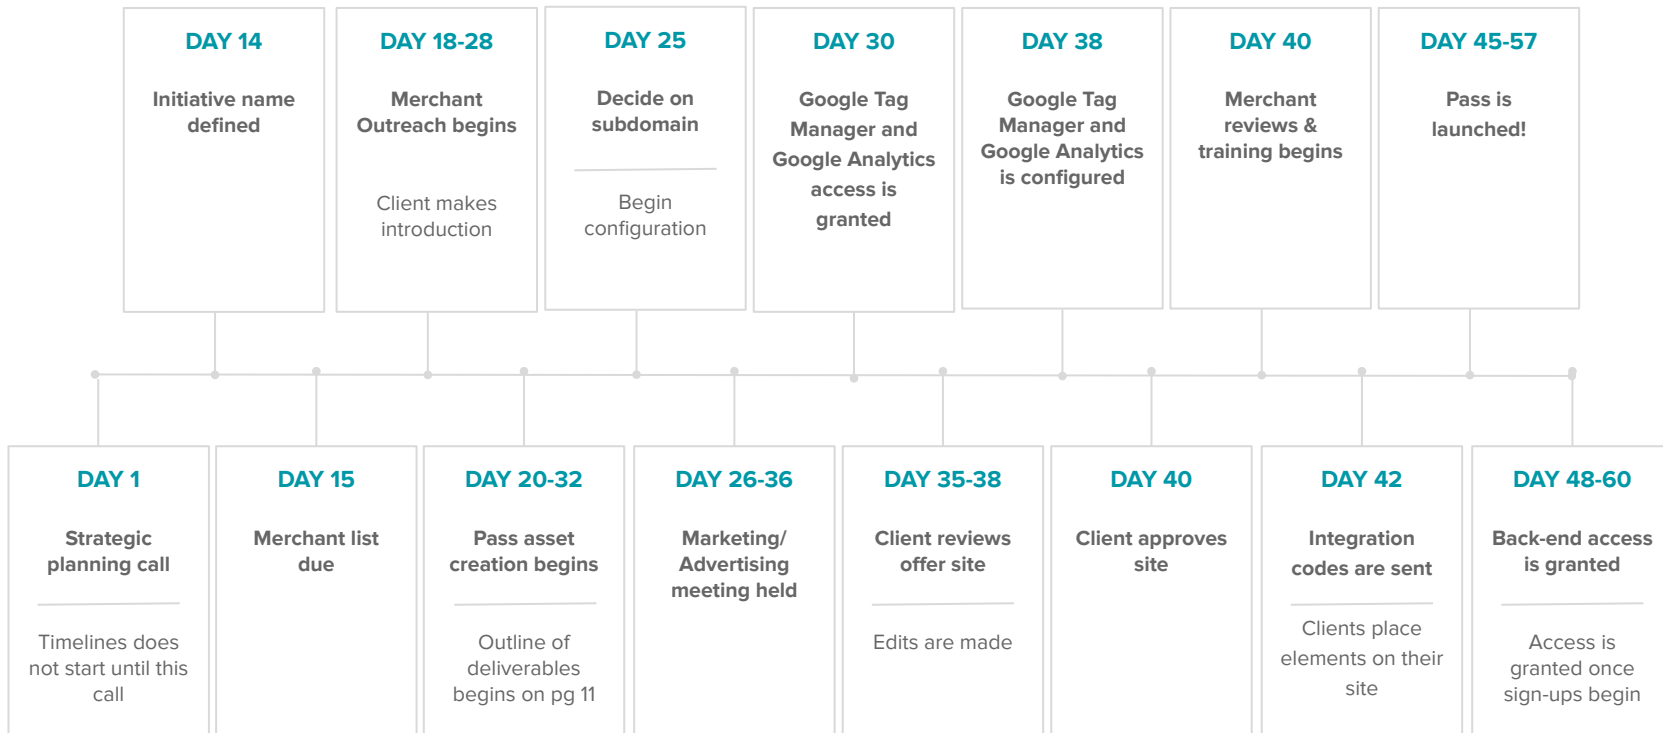 DAY 14
Initiative name
defined
DAY 18-28
Merchant
Outreach begins
Client makes
introduction
DAY 25
Decide on
subdomain
Begin
configuration
DAY 30
Google Tag
Manager and
Google Analytics
access is
granted
DAY 38
Google Tag
Manager and
Google Analytics
is configured
DAY 40
Merchant
reviews &
training begins
DAY 45-57
Pass is
launched!
DAY 1
Strategic
planning call
Timelines does
not start until this
call
DAY 15
Merchant list
due
DAY 20-32
Pass asset
creation begins
Outline of
deliverables
begins on pg 11
DAY 26-36
Marketing/
Advertising
meeting held
DAY 35-38
Client reviews
offer site
Edits are made
DAY 40
Client approves
site
DAY 42
Integration
codes are sent
Clients place
elements on their
site
DAY 48-60
Back-end access
is granted
Access is
granted once
sign-ups begin